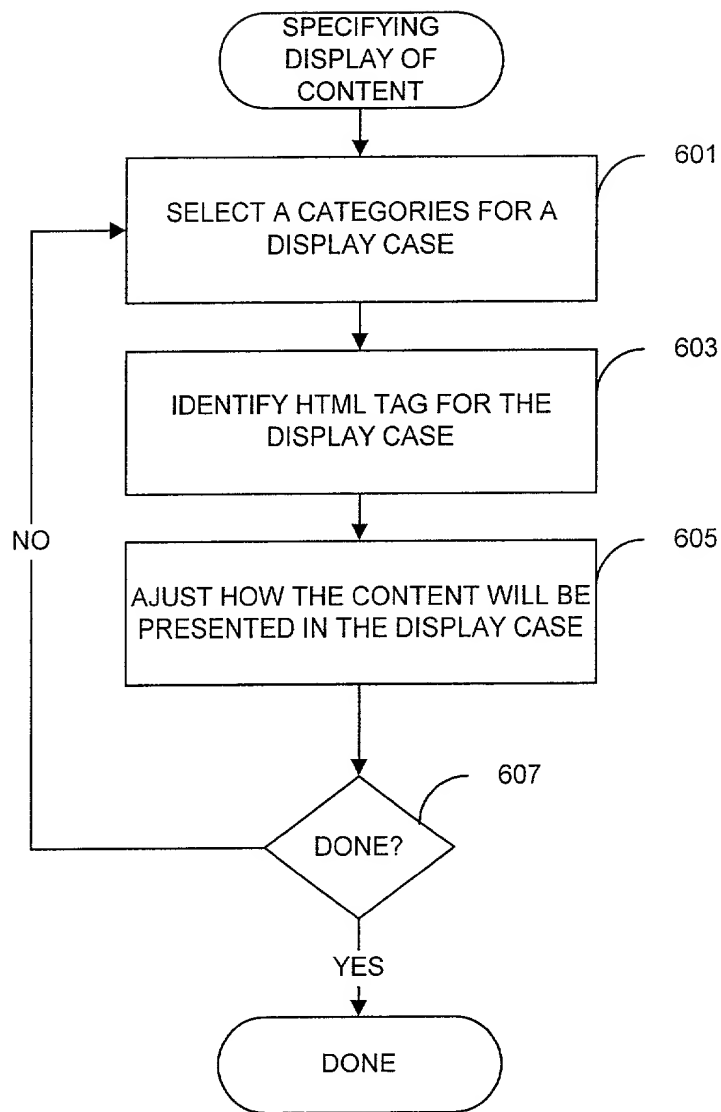 SPECIFYING
DISPLAY OF
CONTENT
601
SELECT A CATEGORIES FOR A
DISPLAY CASE
603
IDENTIFY HTML TAG FOR THE
DISPLAY CASE
NO
605
AJUST HOW THE CONTENT WILL BE
PRESENTED IN THE DISPLAY CASE
607
DONE?
YES
DONE